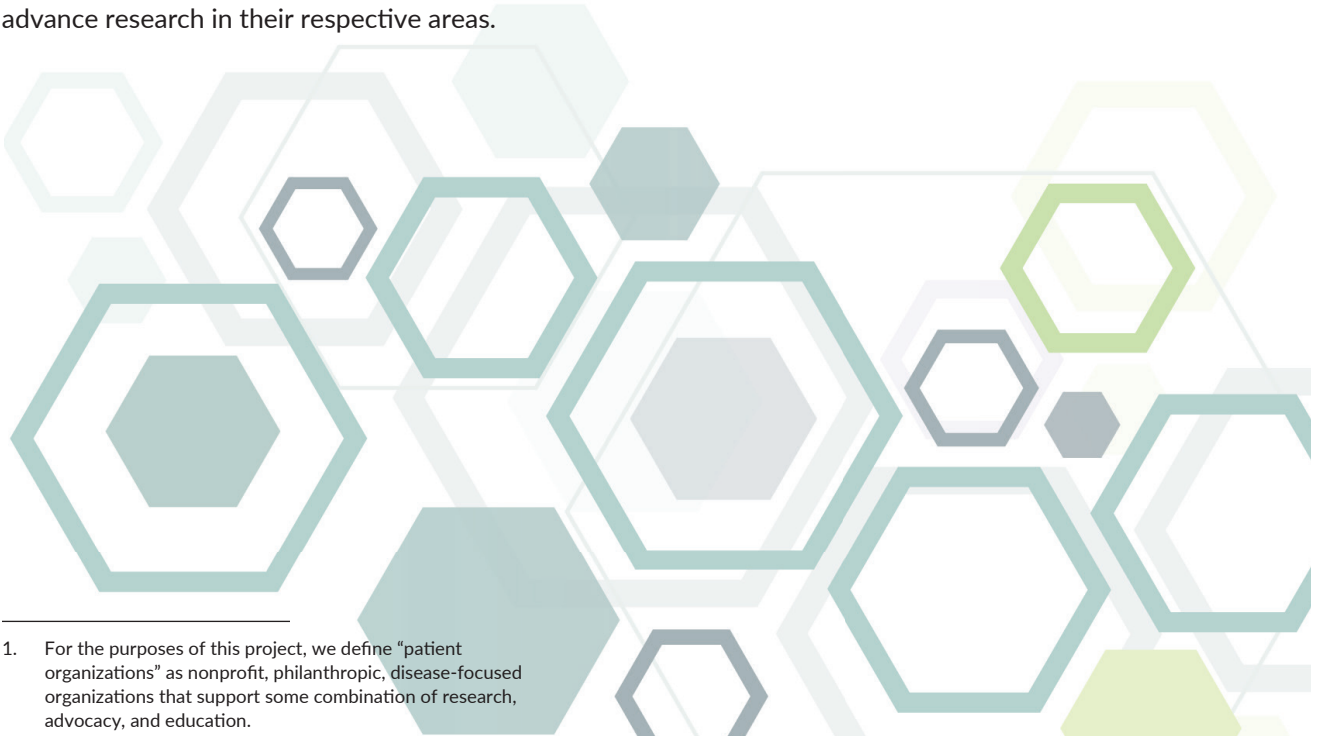 advance research in their respective areas.
1. For the purposes of this project, we define “patient
organizations” as nonprofit, philanthropic, disease-focused
organizations that support some combination of research,
advocacy, and education.